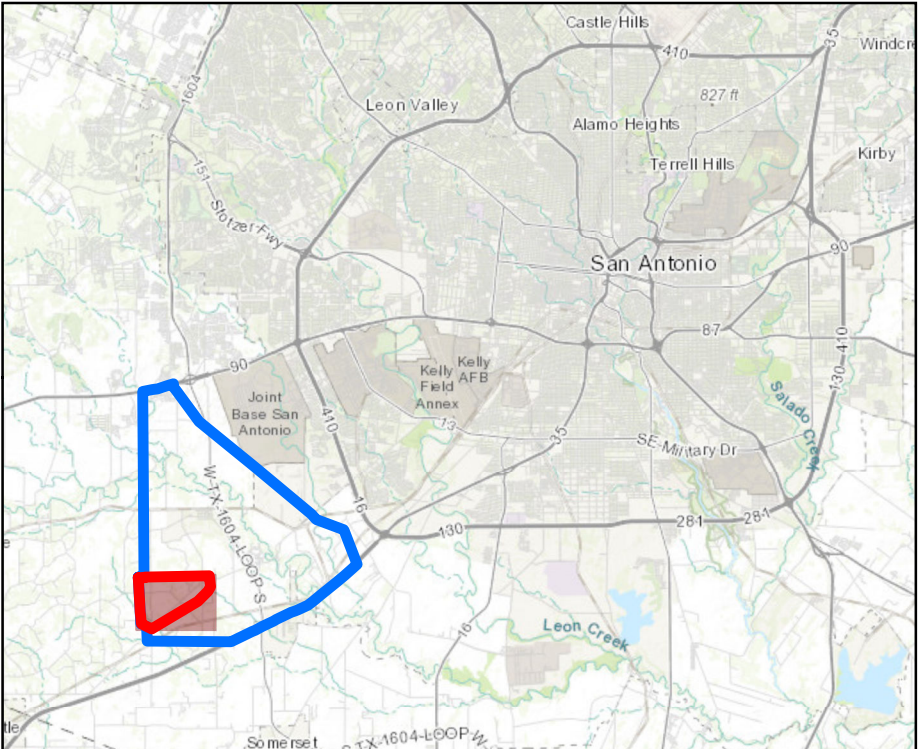 Castle Hills
35
410
Windcre
1604
827 ft
Leon Valley
Alamo Heights
Kirby
Terrell Hills
151-Stotzer Fwy
90
San Antonio
87
90
Kelly
AFB
Kelly
Field
Annex
Joint
Base San
Antonio
130-410
410
13
35
SE-Military Dr
Salado Creek
W-TX-1604-LOOP-S
16
130
281
281
e
16
Leon Creek
tle
Somerset
TX-1604-LOOP-W